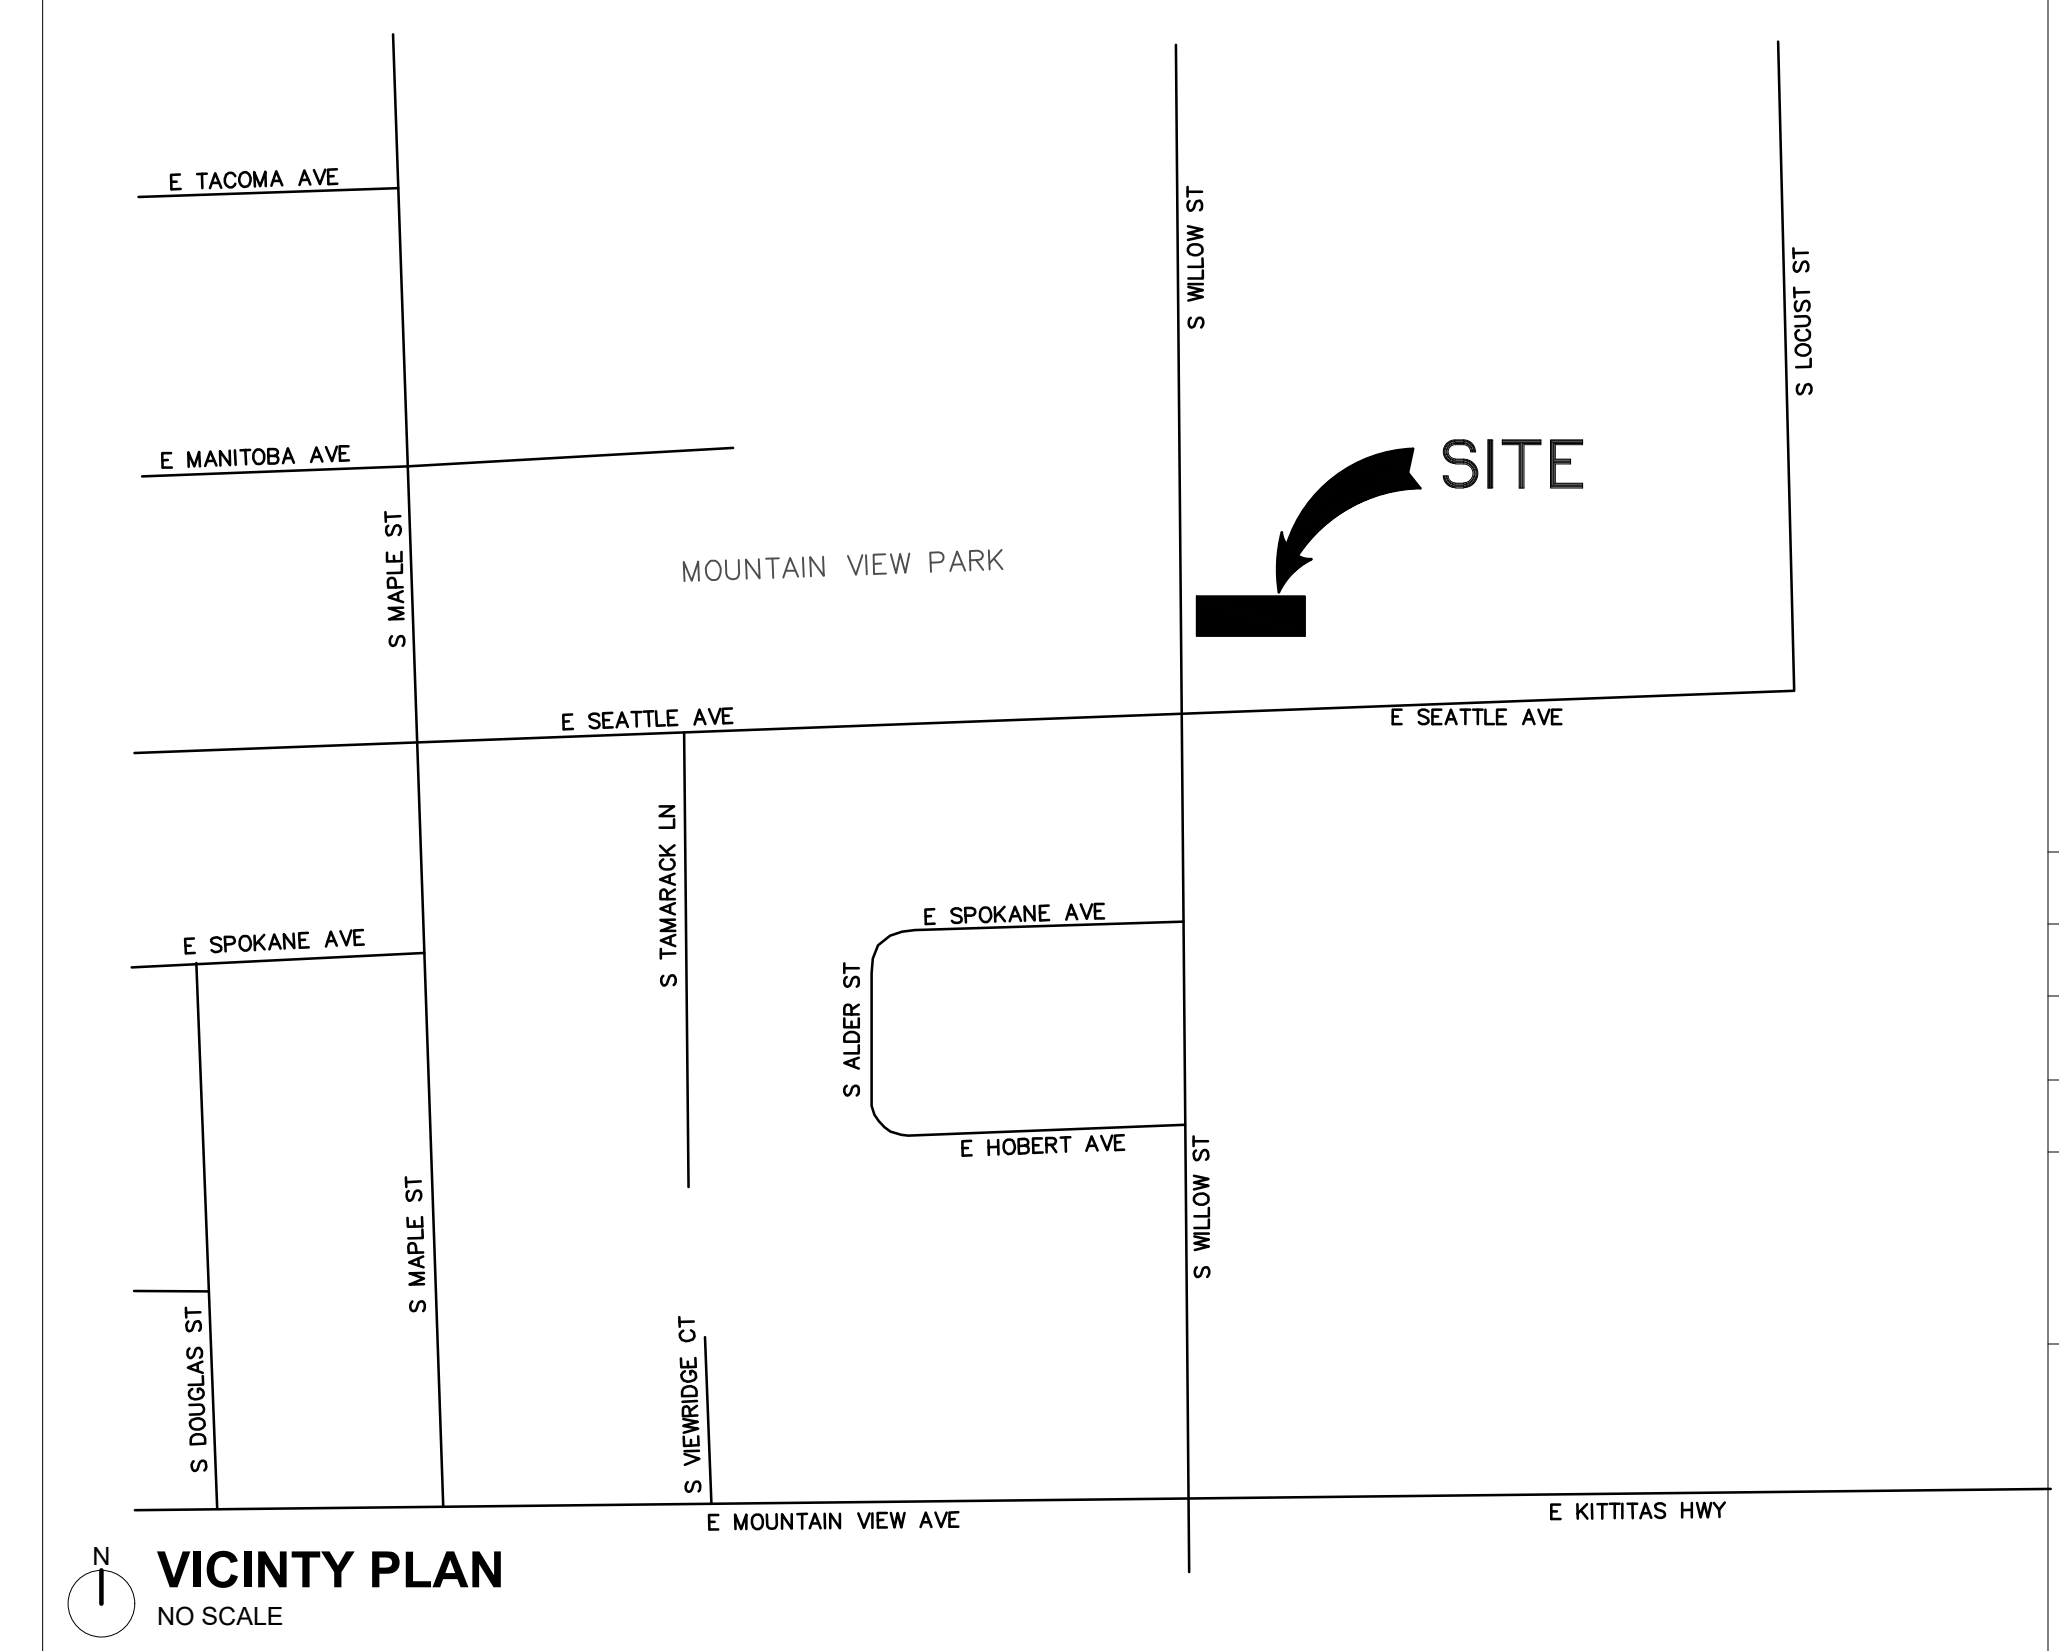 E TACOMA AVE
S WILLOW ST
S LOCUST ST
E MANITOBA AVE
SITE
S MAPLE ST
MOUNTAIN VIEW PARK
E SEATTLE AVE
E SEATTLE AVE
S TAMARACK LN
E SPOKANE AVE
E SPOKANE AVE
S ALDER ST
E HOBERT AVE
S MAPLE ST
S WILLOW ST
S DOUGLAS ST
S VIEWRIDGE CT
E MOUNTAIN VIEW AVE
E KITTITAS HWY
N
VICINTY PLAN
NO SCALE